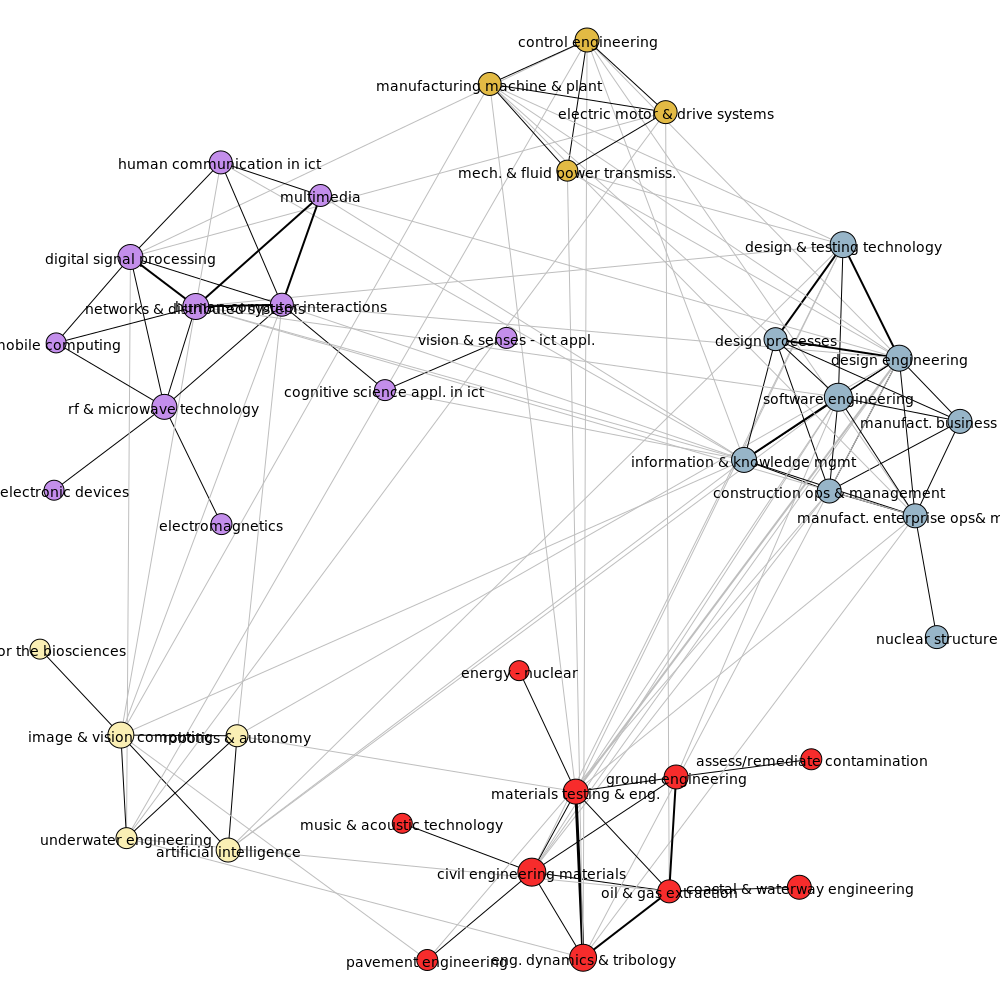 control engineering
manufacturing machine & plant
electric motor & drive systems
human communication in ict
mech. & fluid power transmiss.
multimedia
design & testing technology
digital signal processing
networks & distributed systems
human-computer interactions
vision & senses - ict appl.
design processes
mobile computing
design engineering
cognitive science appl. in ict
software engineering
rf & microwave technology
manufact. business
information & knowledge mgmt
electronic devices
construction ops & management
manufact. enterprise ops& m
electromagnetics
nuclear structure
or the biosciences
energy - nuclear
image & vision computing
robotics & autonomy
assess/remediate contamination
ground engineering
materials testing & eng.
music & acoustic technology
underwater engineering
artificial intelligence
civil engineering materials
oil & gas extraction
coastal & waterway engineering
pavement engineering
eng. dynamics & tribology